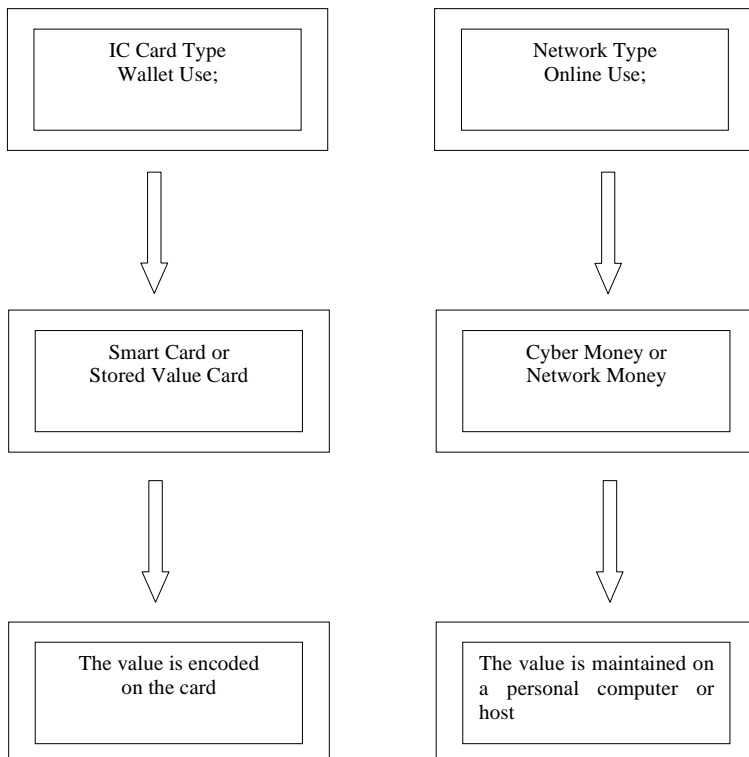 IC Card Type
Wallet Use;
Network Type
Online Use;
Smart Card or
Stored Value Card
Cyber Money or
Network Money
The value is encoded
on the card
The value is maintained on
a personal computer or
host